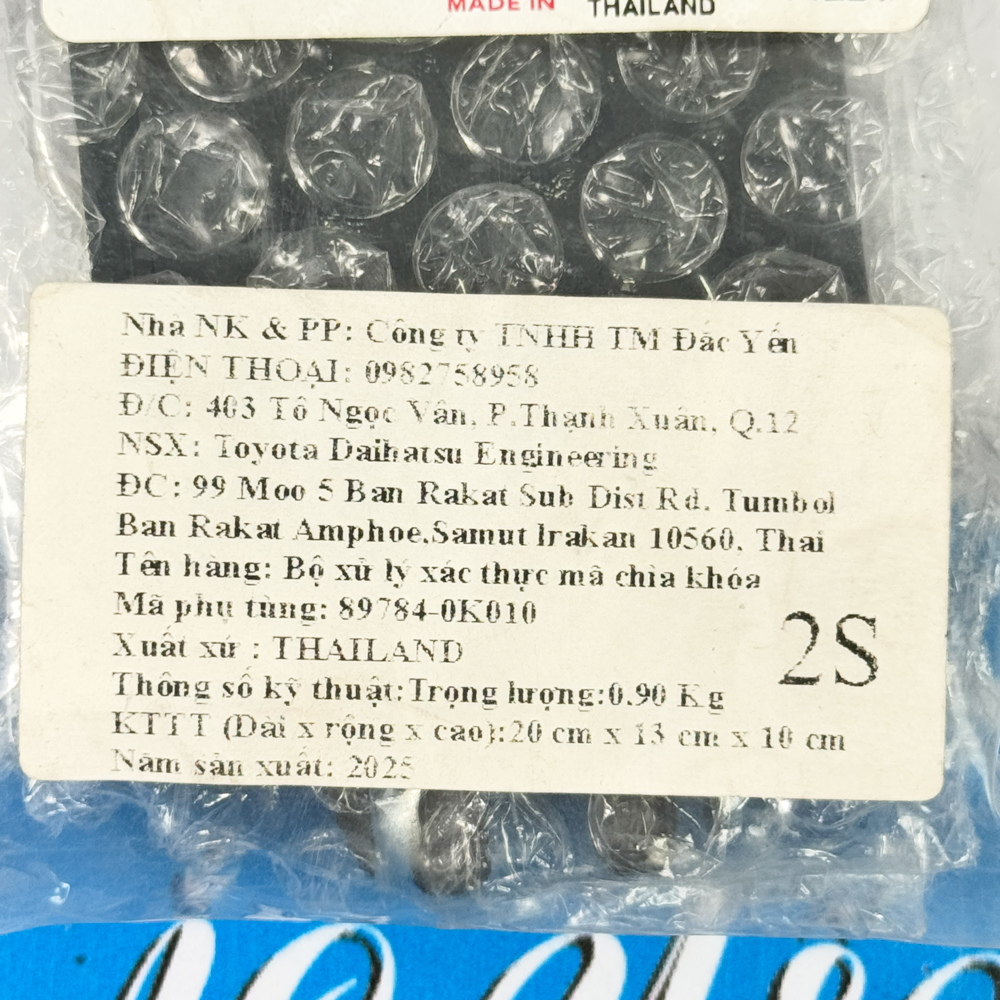 MADE IN THAILAND
Nhà NK & PP: Công ty TNHH TM Đắc Yến
ĐIỆN THOẠI: 0982758958
Đ/C: 403 Tô Ngọc Vân, P.Thạnh Xuân, Q.12
NSX: Toyota Daihatsu Engineering
ĐC: 99 Moo 5 Ban Rakat Sub Dist Rd. Tumbol
Ban Rakat Amphoe.Samut lrakan 10560. Thai
Tên hàng: Bộ xử lý xác thực mã chìa khóa
Mã phụ tùng: 89784-0K010
Xuất xứ : THAILAND
2S
Thông số kỹ thuật:Trọng lượng:0.90 Kg
KTTT (Dài x rộng x cao):20 cm x 13 cm x 10 cm
Năm sản xuất: 2025